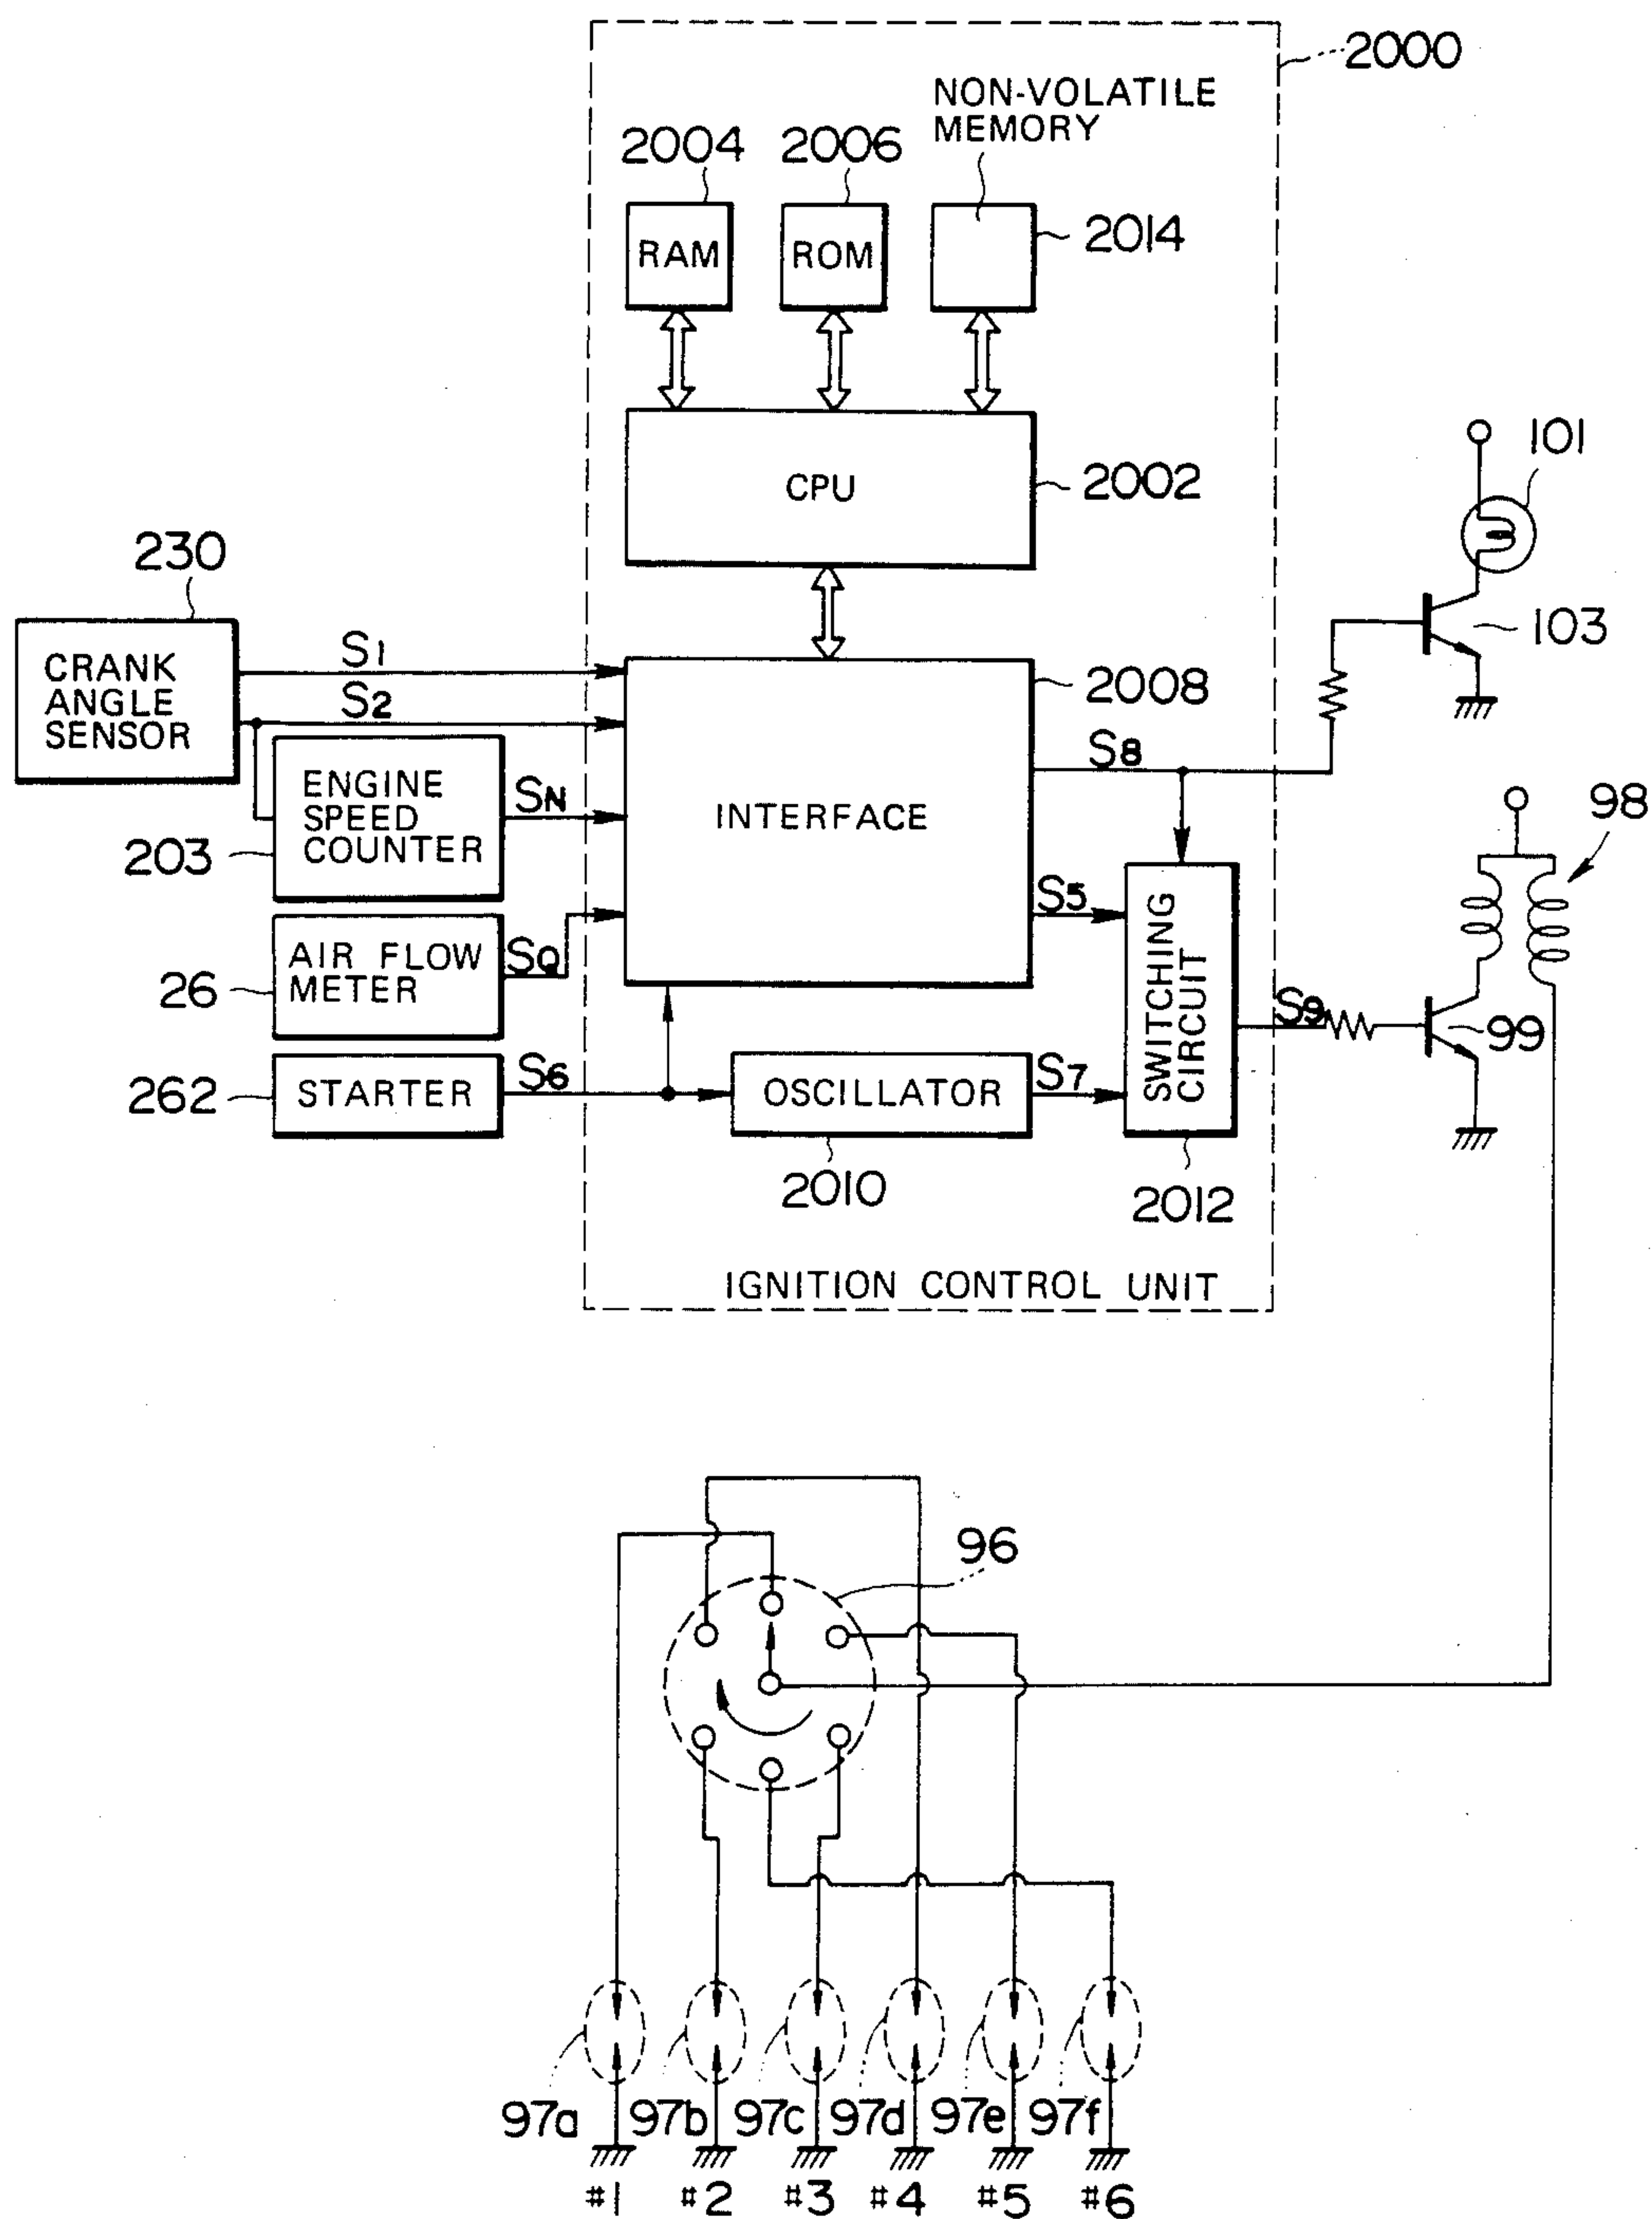 2000
NON-VOLATILE
MEMORY
2004
2006
RAM
ROM
2014
CPU
2002
101
103
230
CRANK
ANGLE
SENSOR
S1
S2
2008
INTERFACE
S8
ENGINE
SPEED
COUNTER
203
SN
98
AIR FLOW
METER
26
SQ
S5
SWITCHING
CIRCUIT
S9
99
262
STARTER
S6
OSCILLATOR
S7
2010
2012
IGNITION CONTROL UNIT
96
97a
97b
97c
97d
97e
97f
#1
#2
#3
#4
#5
#6